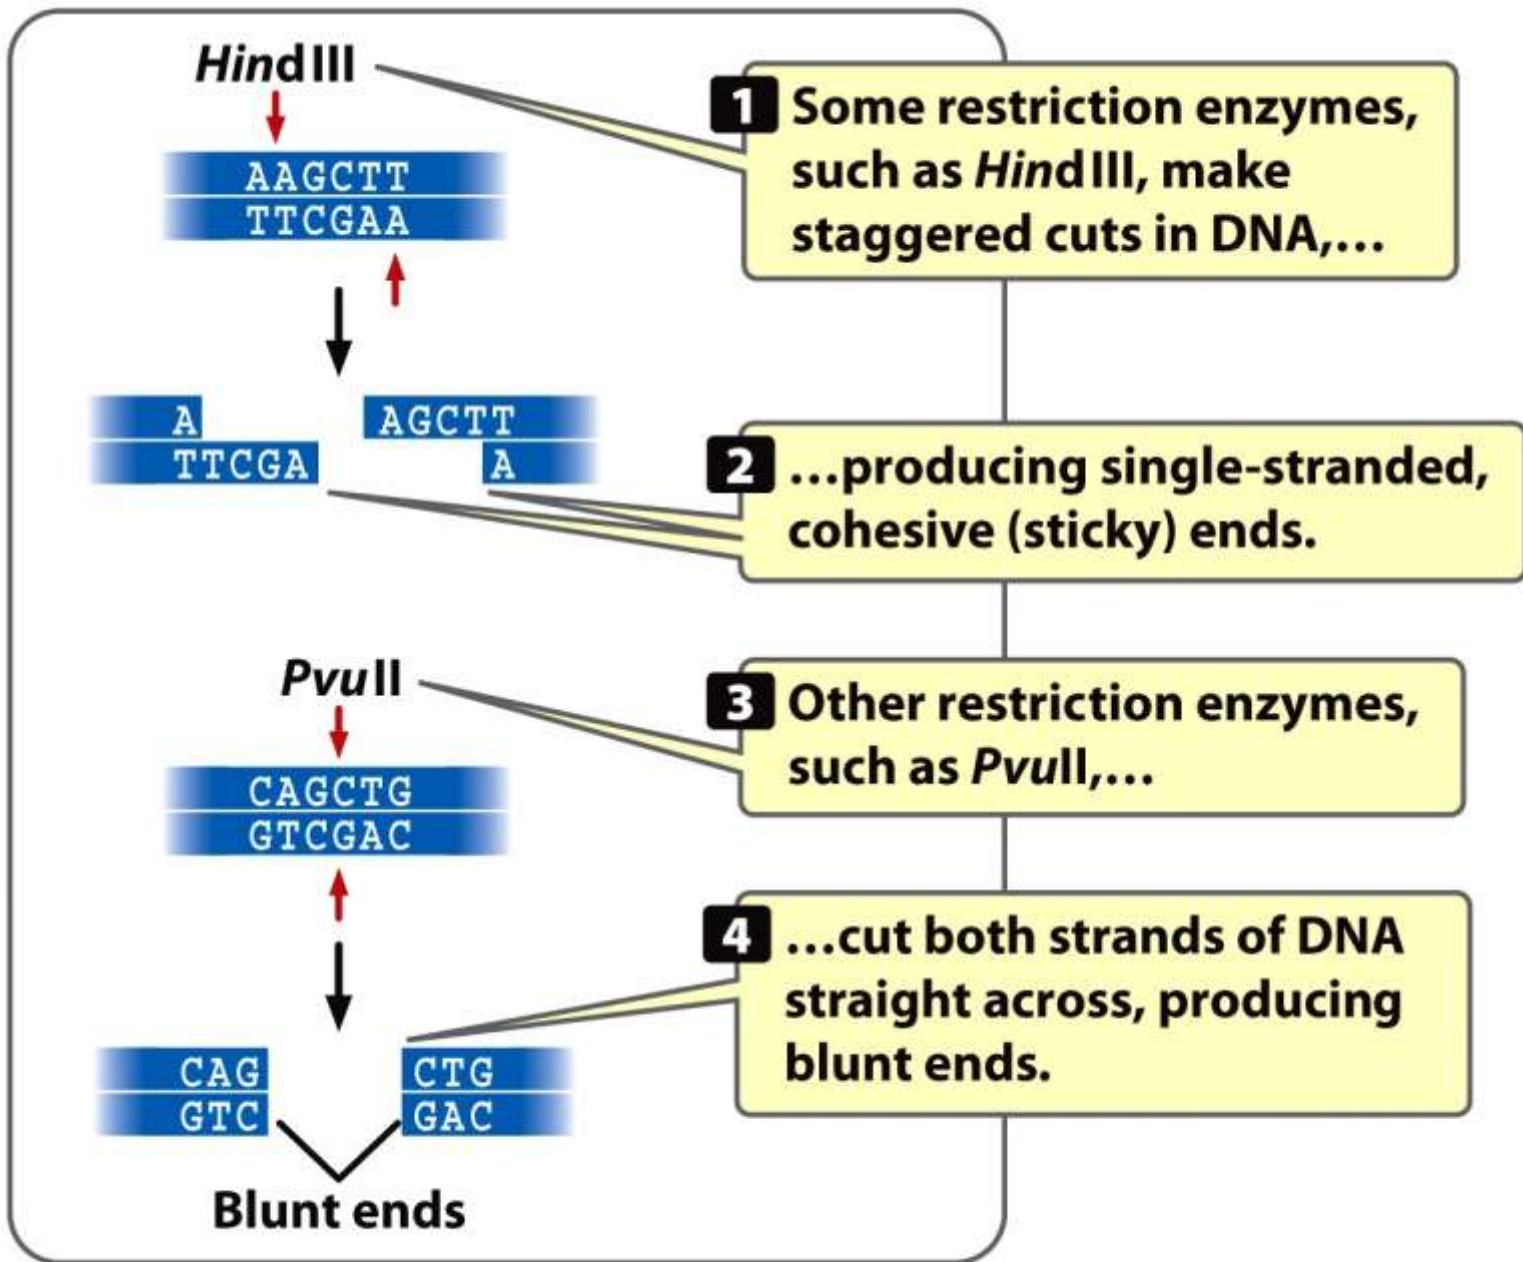 HindIII
1 Some restriction enzymes,
such as HindIII, make
staggered cuts in DNA,...
AAGCTT
TTCGAA
A AGCTT
TTCGA A
2 ...producing single-stranded,
cohesive (sticky) ends.
PvuII
3 Other restriction enzymes,
such as PvuII,...
CAGCTG
GTCGAC
4 ...cut both strands of DNA
straight across, producing
blunt ends.
CAG CTG
GTC GAC
Blunt ends